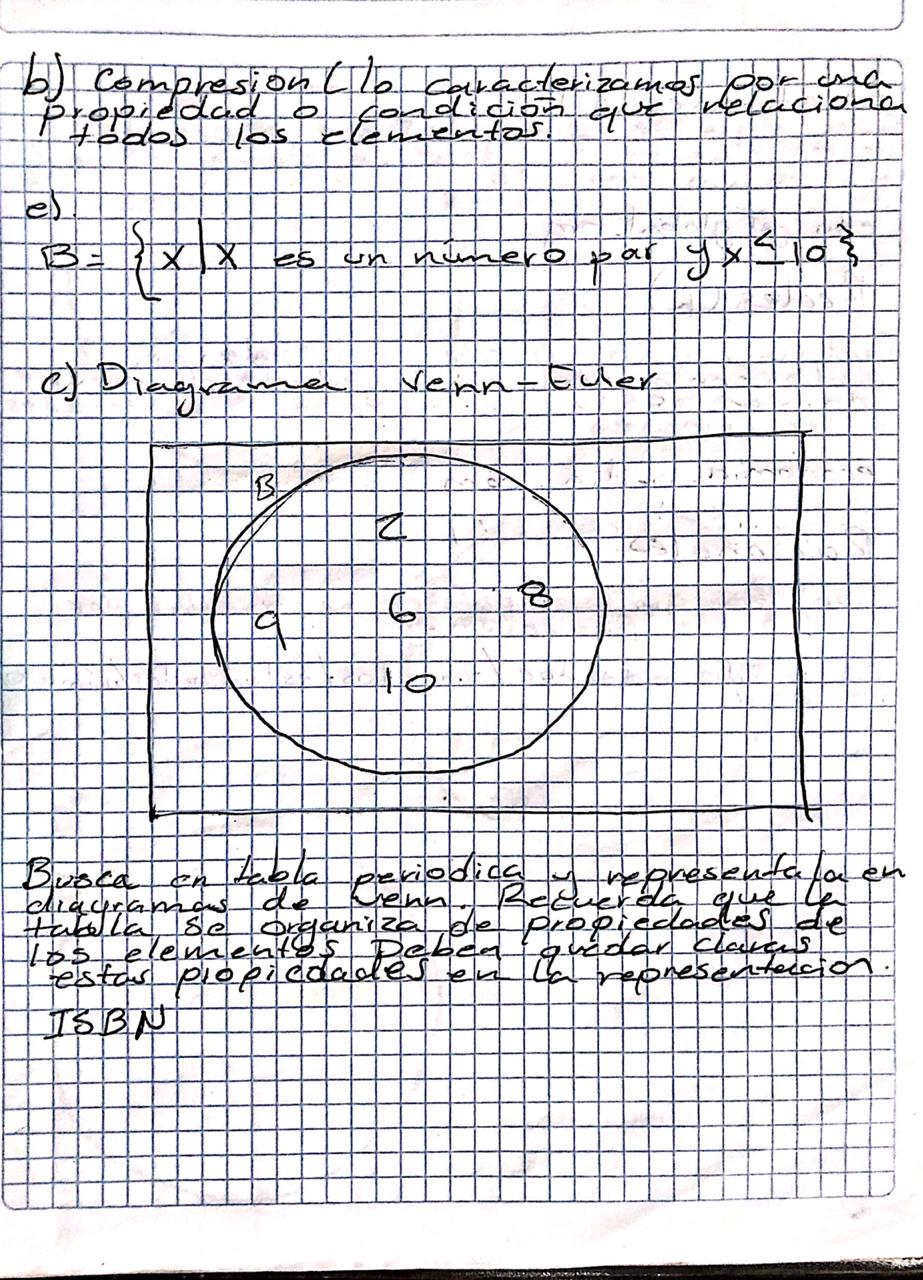 b) Compresion ( lo caracterizamos por una
propiedad o condición que relaciona
todos los elementos.
e).
B = { x | x es un número par y x ≤ 10 }
c) Diagrama Venn-Euler
B
2
9 6 8
10
Busca en tabla periodica y representala en
diagramas de Venn. Recuerda que la
tabla se organiza de propiedades de
los elementos Deben quedar claras
estas propiedades en la representacion.
ISBN